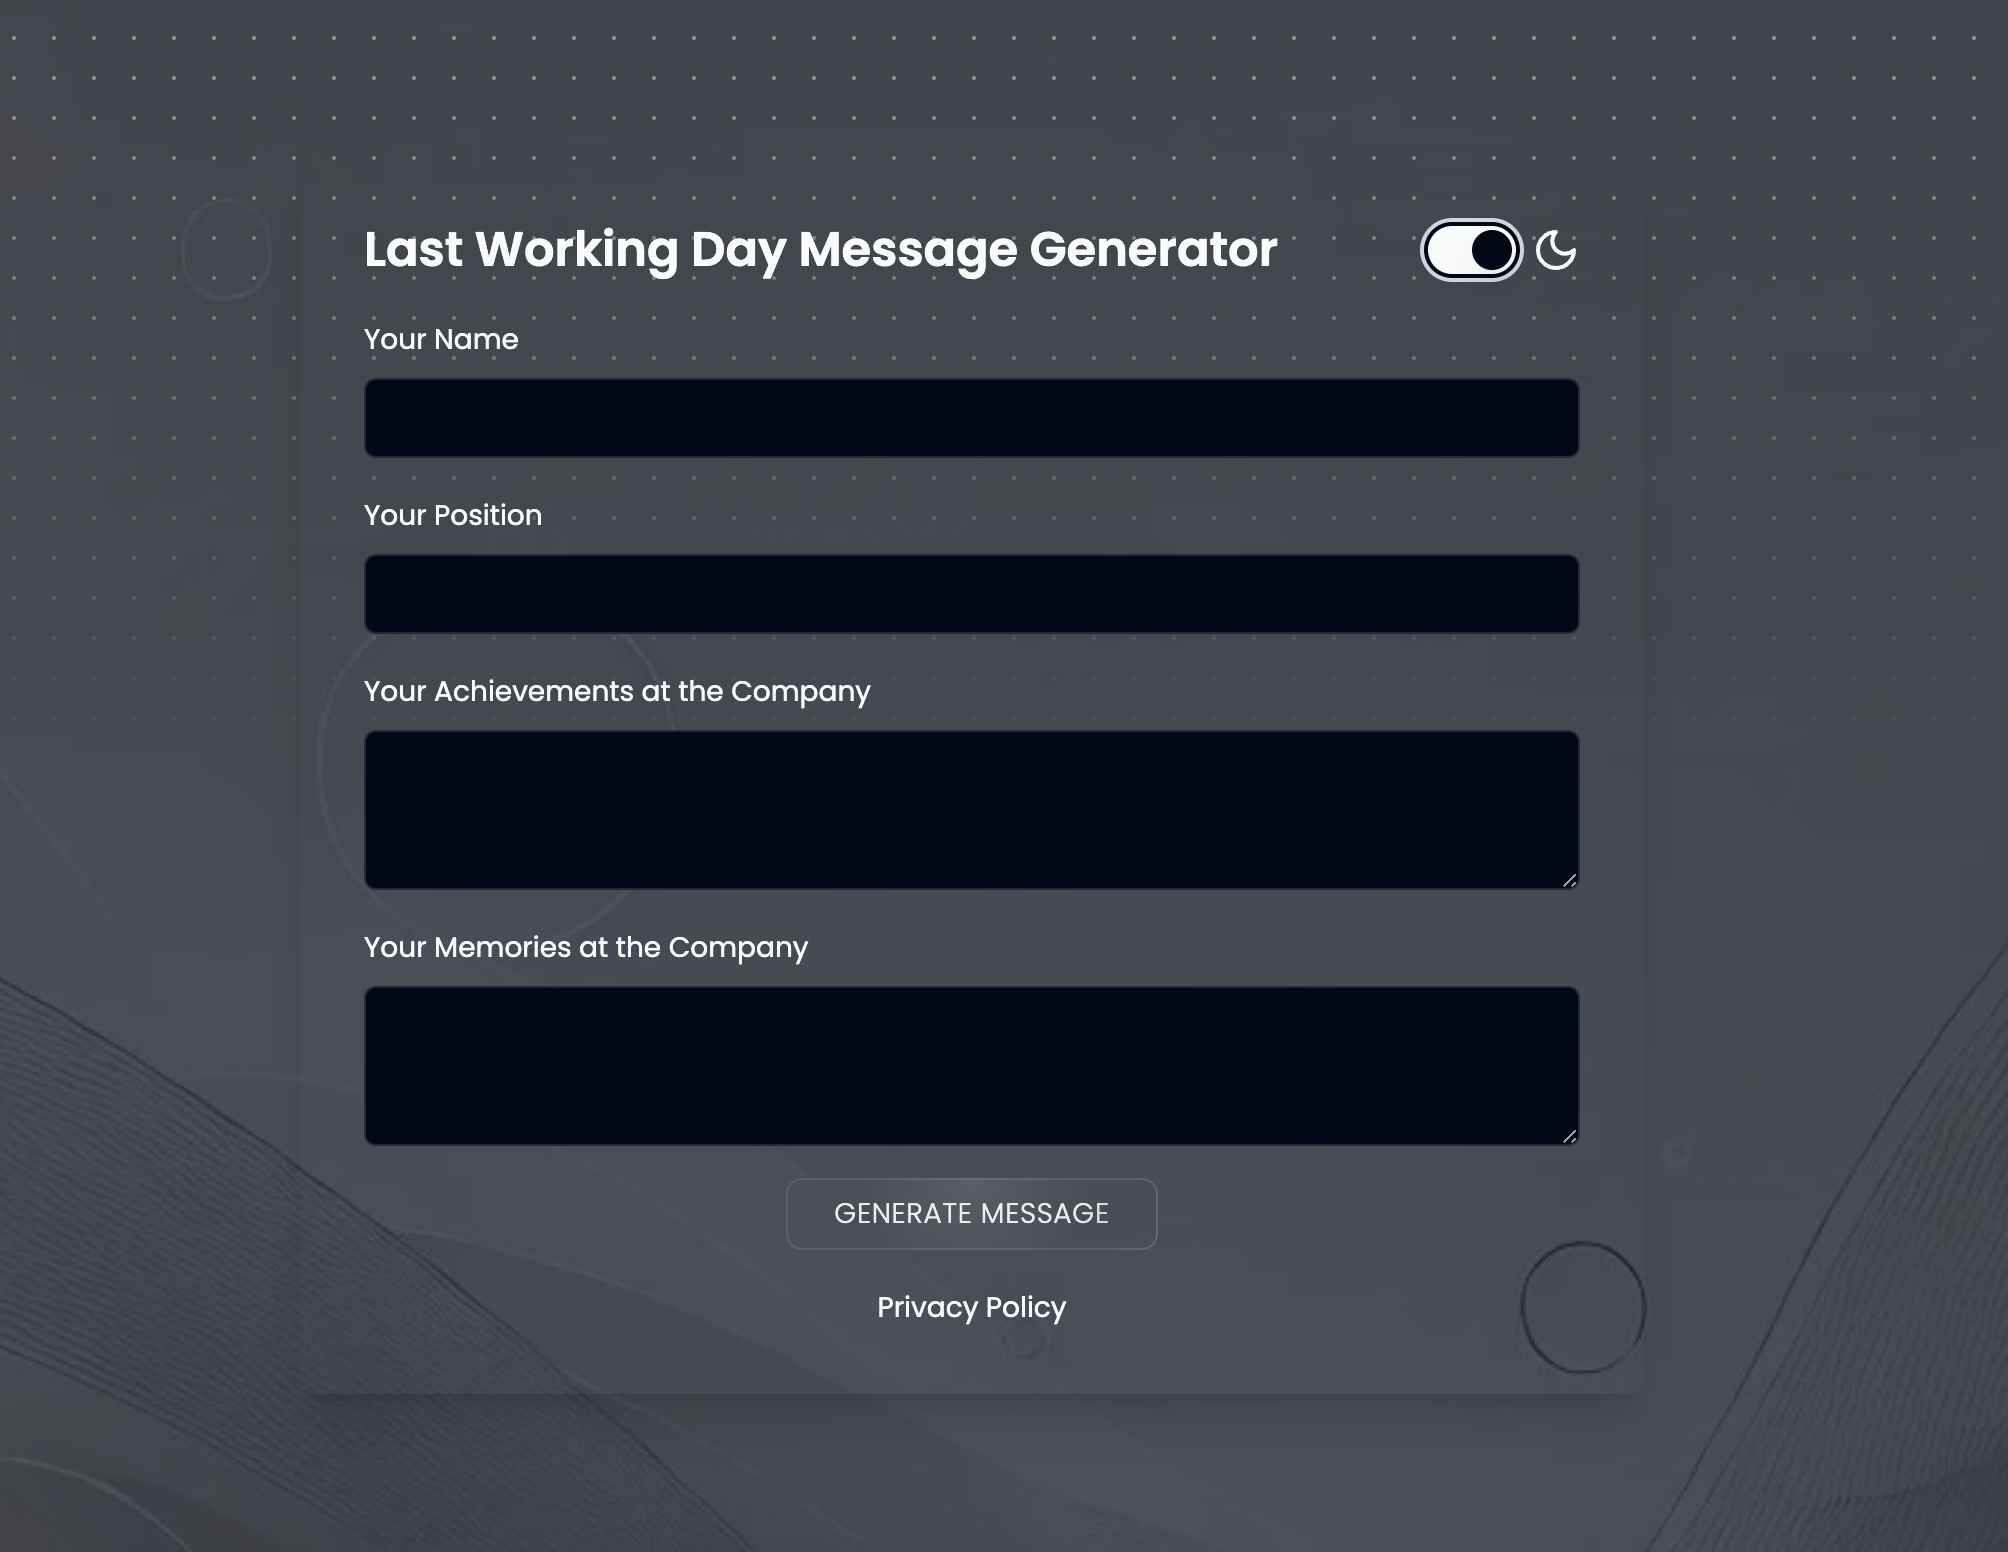 Last Working Day Message Generator
Your Name
Your Position
Your Achievements at the Company
Your Memories at the Company
GENERATE MESSAGE
Privacy Policy